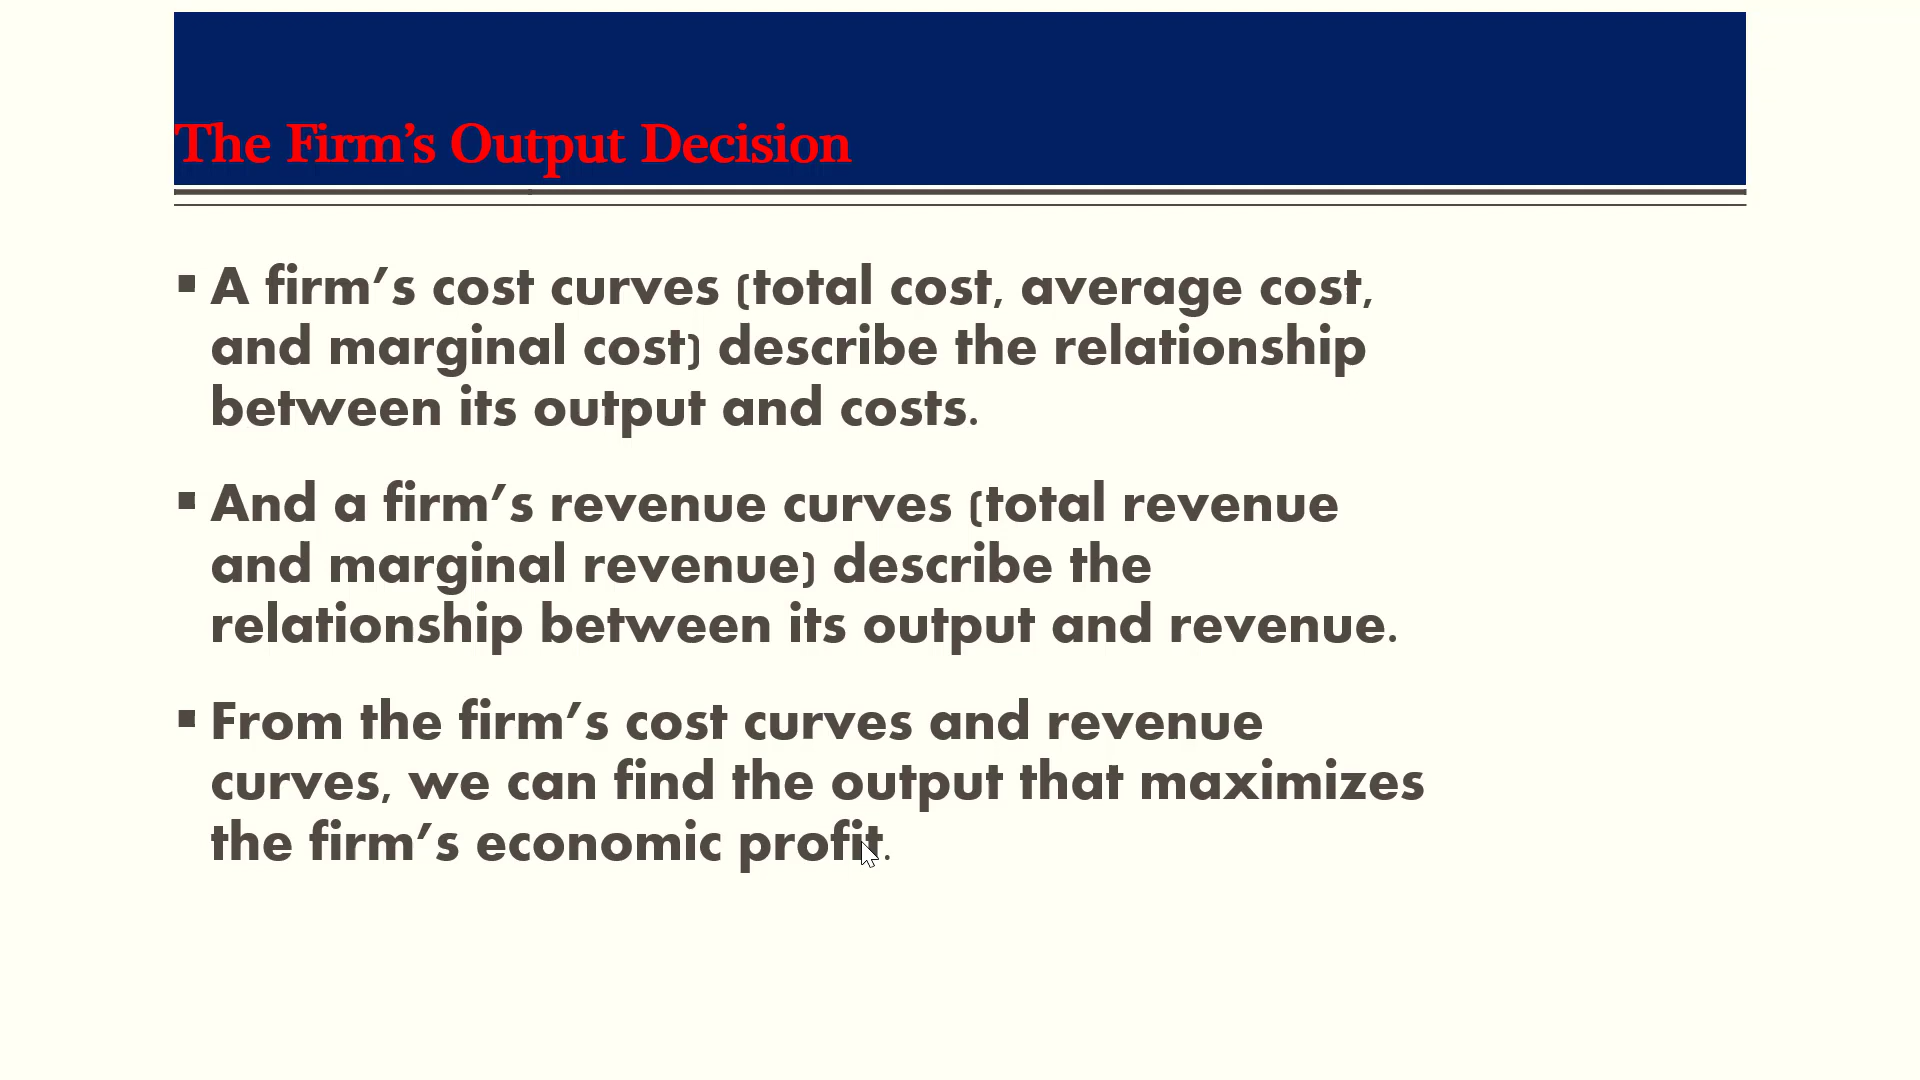 The Firm’s Output Decision
▪ A firm’s cost curves (total cost, average cost,
and marginal cost) describe the relationship
between its output and costs.
▪ And a firm’s revenue curves (total revenue
and marginal revenue) describe the
relationship between its output and revenue.
▪ From the firm’s cost curves and revenue
curves, we can find the output that maximizes
the firm’s economic profit.